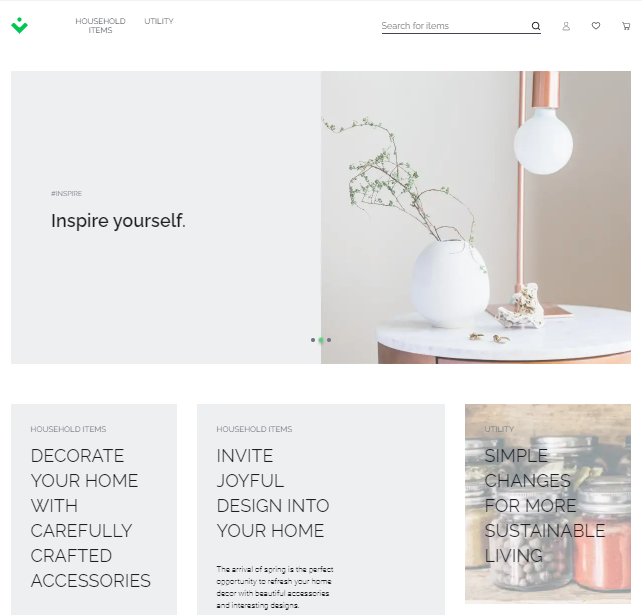 HOUSEHOLD
ITEMS
UTILITY
Search for items
#INSPIRE
Inspire yourself.
HOUSEHOLD ITEMS
DECORATE
YOUR HOME
WITH
CAREFULLY
CRAFTED
ACCESSORIES
HOUSEHOLD ITEMS
INVITE
JOYFUL
DESIGN INTO
YOUR HOME
The arrival of spring is the perfect
opportunity to refresh your home
decor with beautiful accessories
and interesting designs.
UTILITY
SIMPLE
CHANGES
FOR MORE
SUSTAINABLE
LIVING